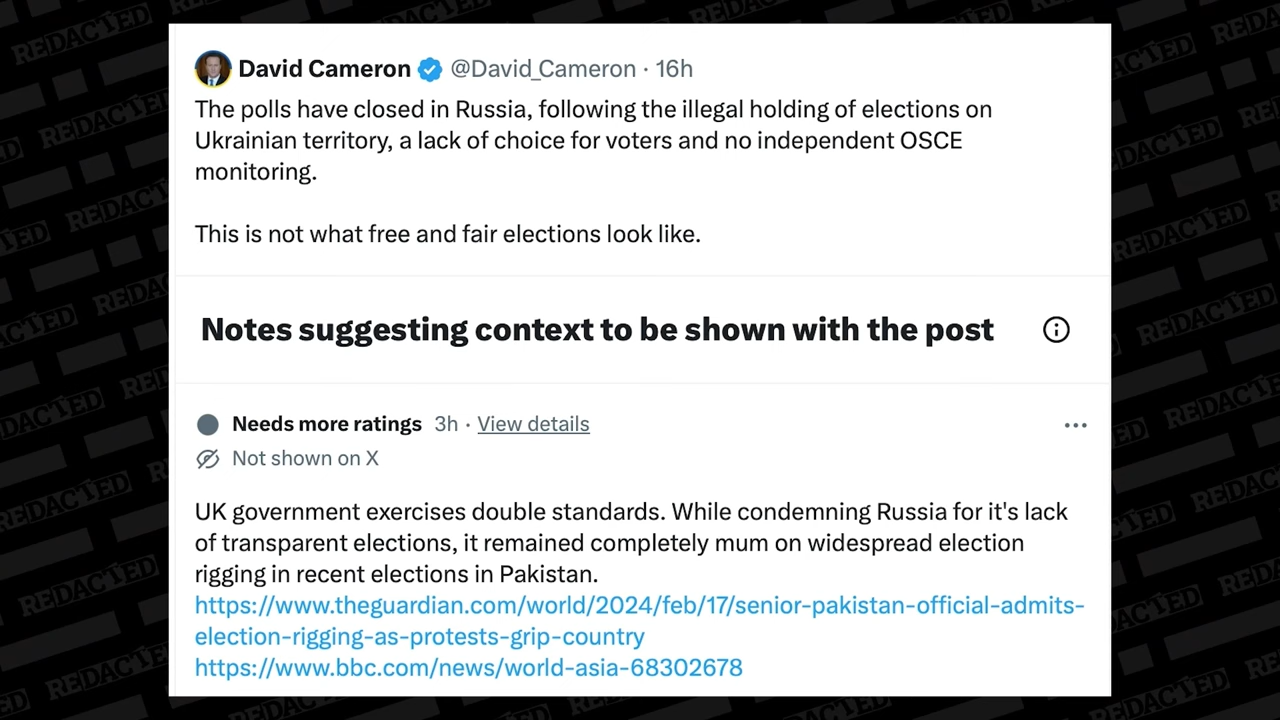 David Cameron @David_Cameron · 16h
The polls have closed in Russia, following the illegal holding of elections on
Ukrainian territory, a lack of choice for voters and no independent OSCE
monitoring.
This is not what free and fair elections look like.
Notes suggesting context to be shown with the post
Needs more ratings 3h · View details
Not shown on X
UK government exercises double standards. While condemning Russia for it's lack
of transparent elections, it remained completely mum on widespread election
rigging in recent elections in Pakistan.
https://www.theguardian.com/world/2024/feb/17/senior-pakistan-official-admits-
election-rigging-as-protests-grip-country
https://www.bbc.com/news/world-asia-68302678
REDACTED